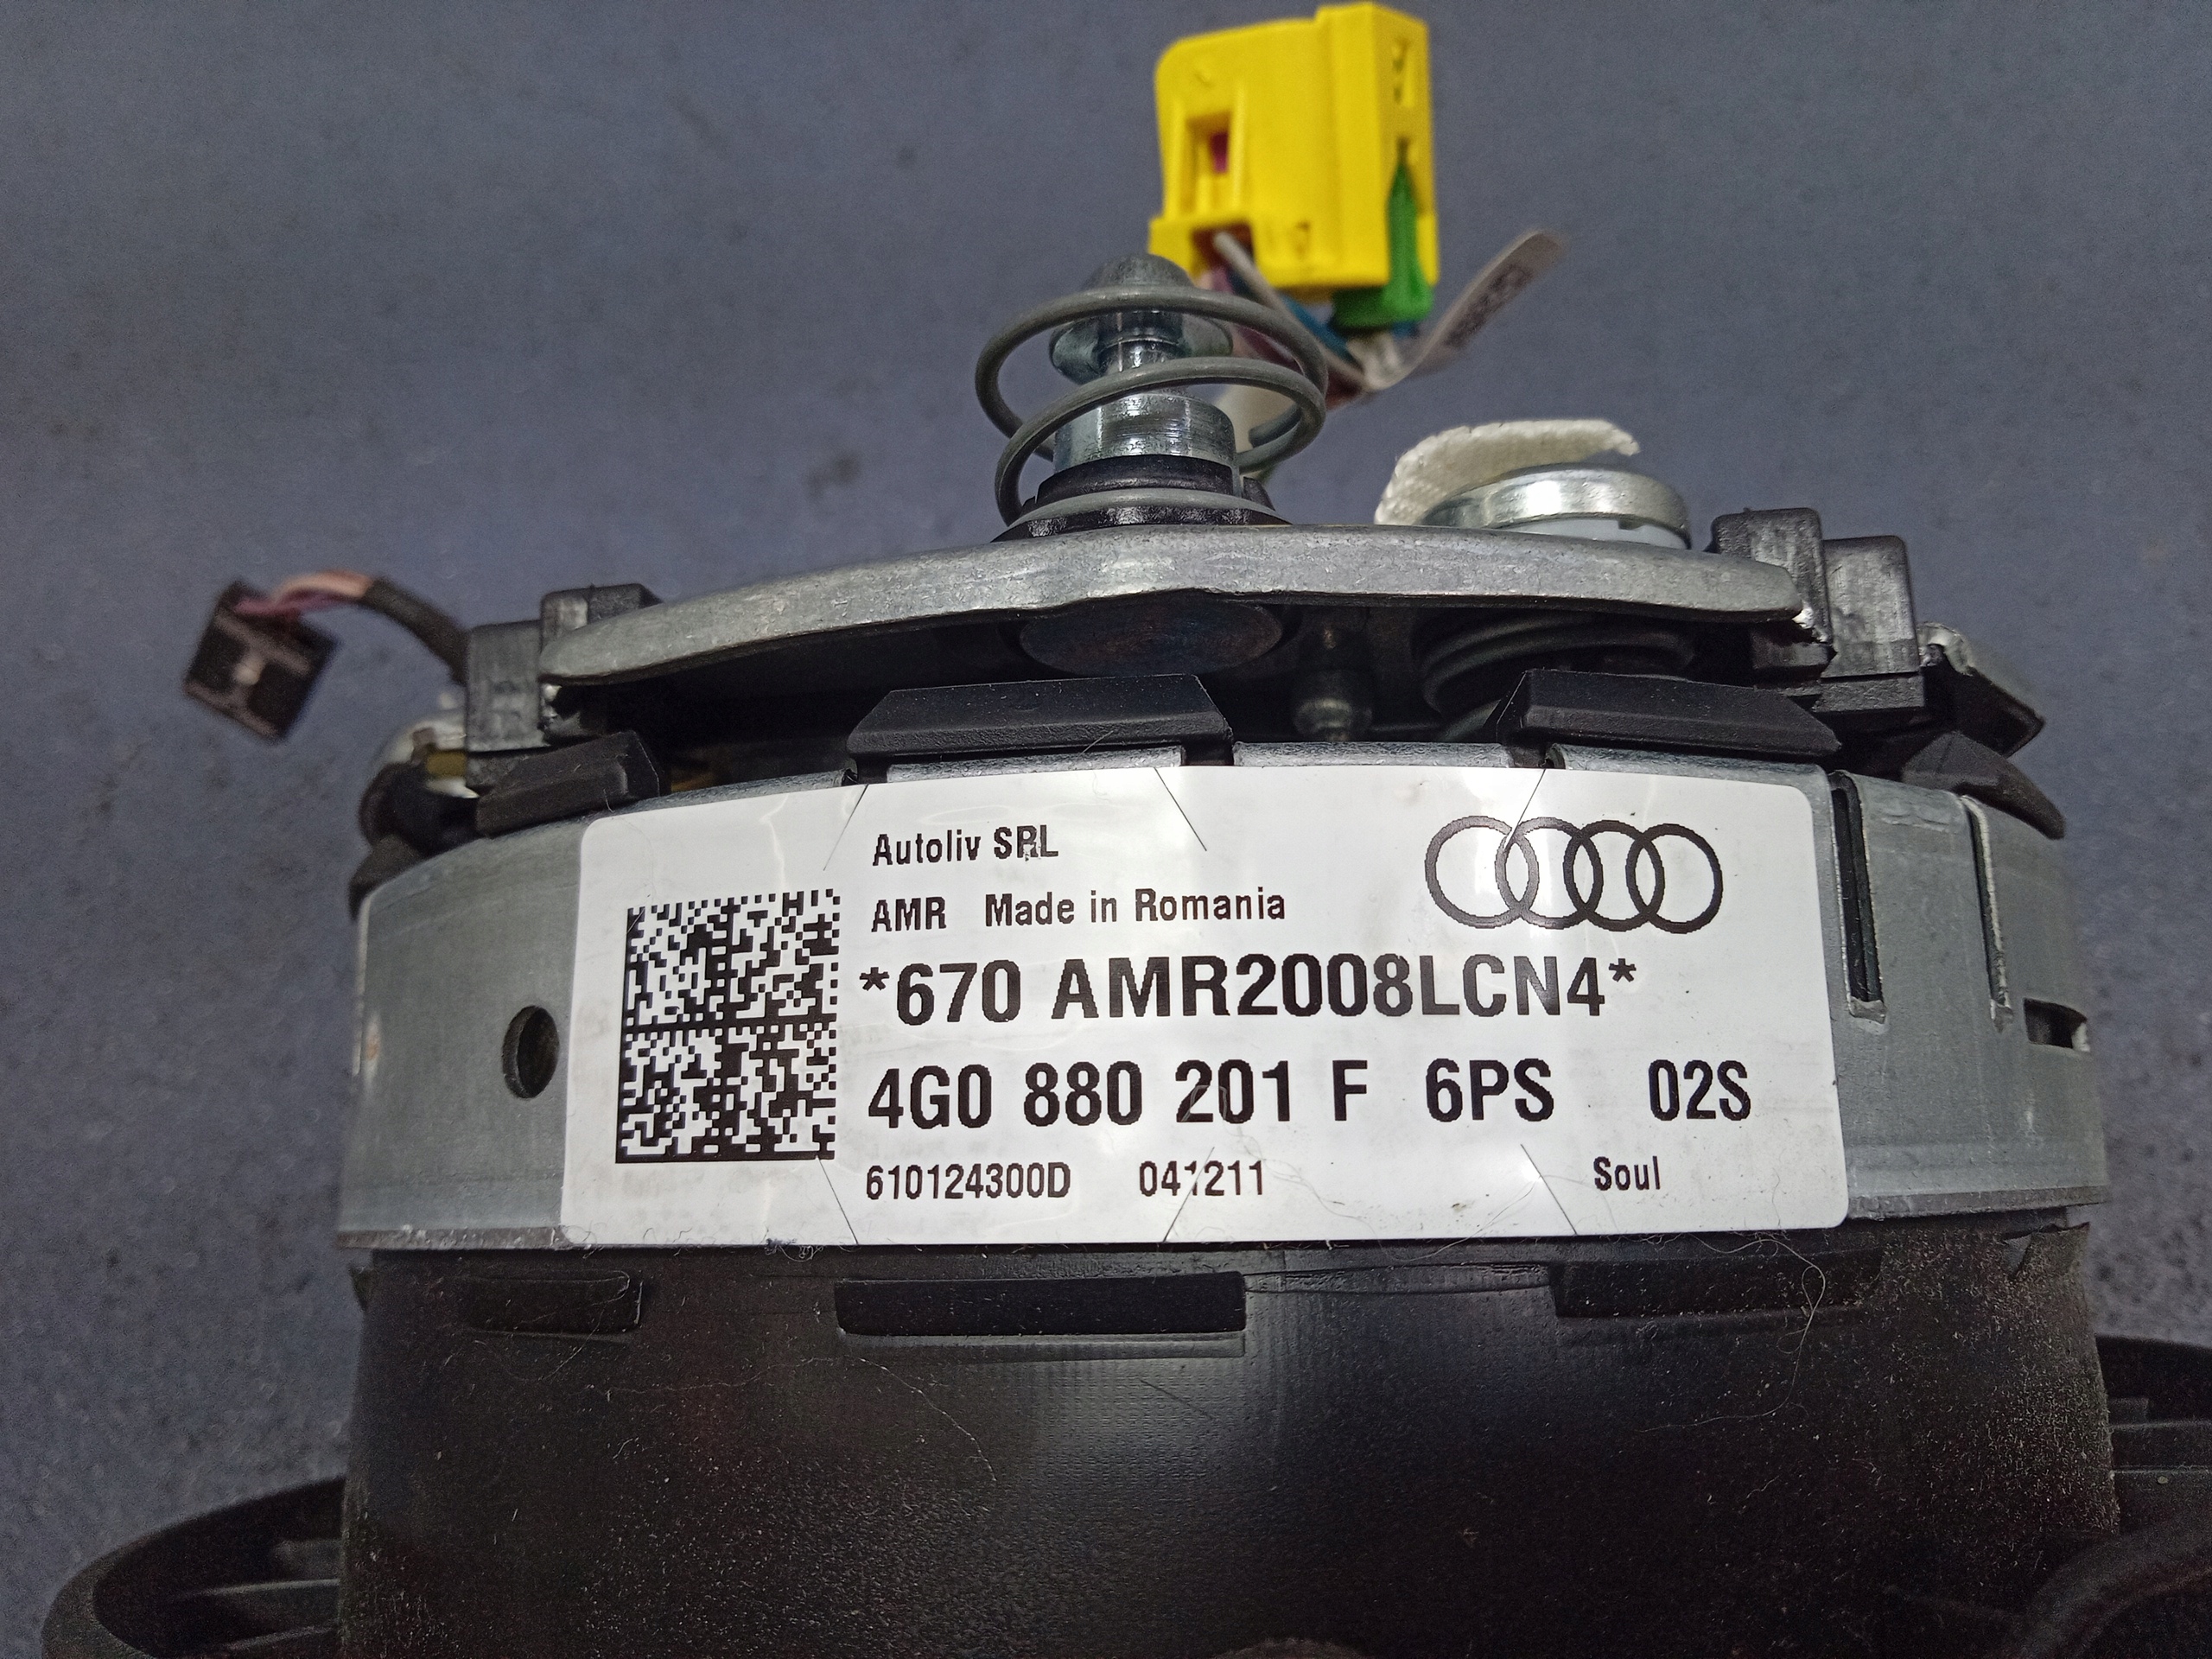 Autoliv SRL
AMR Made in Romania
*670 AMR2008LCN4*
4G0 880 201 F 6PS 02S
610124300D 041211 Soul